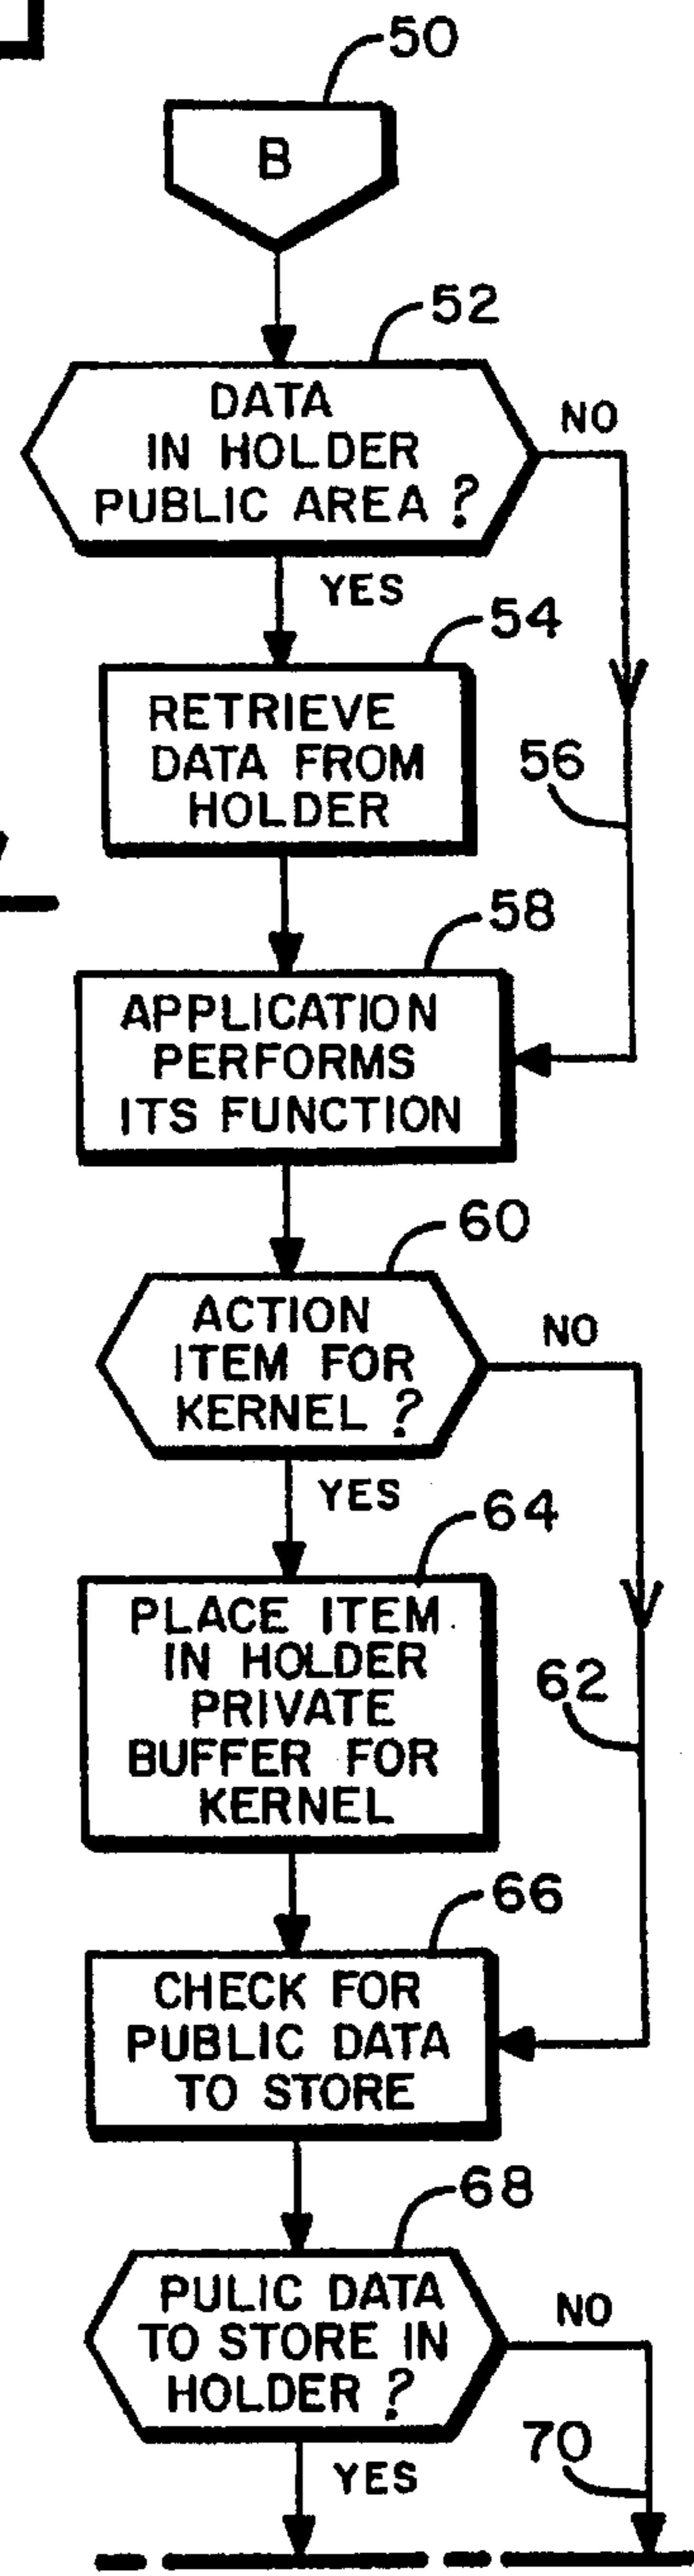 50
B
52
DATA
IN HOLDER
PUBLIC AREA ?
NO
YES
54
RETRIEVE
DATA FROM
HOLDER
56
58
APPLICATION
PERFORMS
ITS FUNCTION
60
ACTION
ITEM FOR
KERNEL ?
NO
YES
64
PLACE ITEM
IN HOLDER
PRIVATE
BUFFER FOR
KERNEL
62
66
CHECK FOR
PUBLIC DATA
TO STORE
68
PULIC DATA
TO STORE IN
HOLDER ?
NO
70
YES